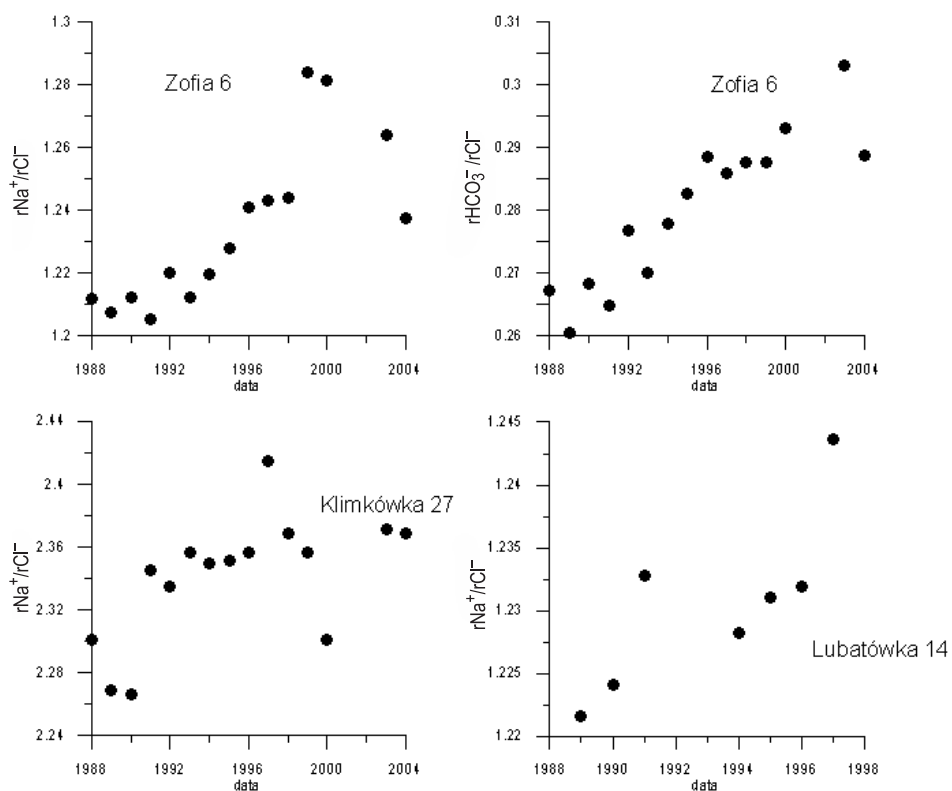 1.3
1.28
1.26
1.24
1.22
1.2
rNa⁺/rCl⁻
Zofia 6
1988 1992 1996 2000 2004
data
0.31
0.3
0.29
0.28
0.27
0.26
rHCO₃⁻/rCl⁻
Zofia 6
1988 1992 1996 2000 2004
data
2.44
2.4
2.36
2.32
2.28
2.24
rNa⁺/rCl⁻
Klimkówka 27
1988 1992 1996 2000 2004
data
1.245
1.24
1.235
1.23
1.225
1.22
rNa⁺/rCl⁻
Lubatówka 14
1988 1990 1992 1994 1996 1998
data